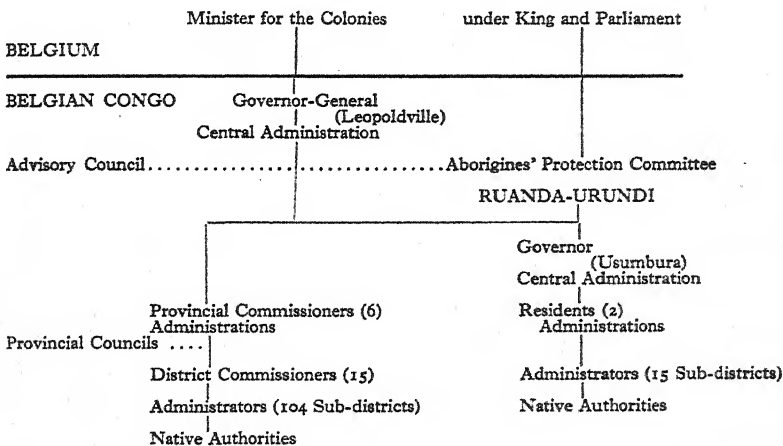 Minister for the Colonies under King and Parliament
BELGIUM
BELGIAN CONGO Governor-General
(Leopoldville)
Central Administration
Advisory Council.................................Aborigines' Protection Committee
RUANDA-URUNDI
Governor
(Usumbura)
Central Administration
Provincial Commissioners (6) Residents (2)
Administrations Administrations
Provincial Councils ....
District Commissioners (15) Administrators (15 Sub-districts)
Administrators (104 Sub-districts) Native Authorities
Native Authorities